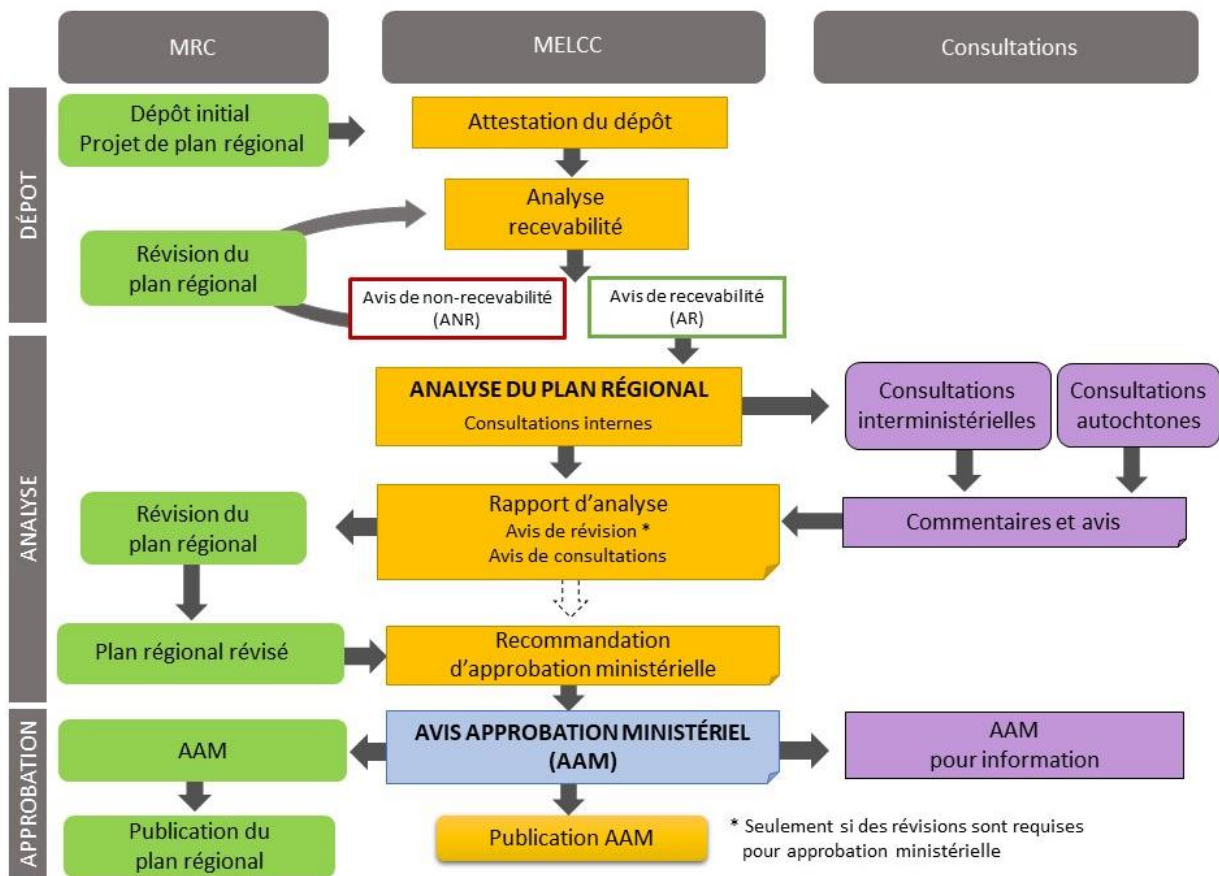 MRC
MELCC
Consultations
DÉPOT
Dépôt initial
Projet de plan régional
Attestation du dépôt
Analyse
recevabilité
Révision du
plan régional
Avis de non-recevabilité
(ANR)
Avis de recevabilité
(AR)
ANALYSE
ANALYSE DU PLAN RÉGIONAL
Consultations internes
Consultations
interministérielles
Consultations
autochtones
Révision du
plan régional
Rapport d'analyse
Avis de révision *
Avis de consultations
Commentaires et avis
Plan régional révisé
Recommandation
d'approbation ministérielle
APPROBATION
AAM
AVIS APPROBATION MINISTÉRIEL
(AAM)
AAM
pour information
Publication du
plan régional
Publication AAM
* Seulement si des révisions sont requises
pour approbation ministérielle